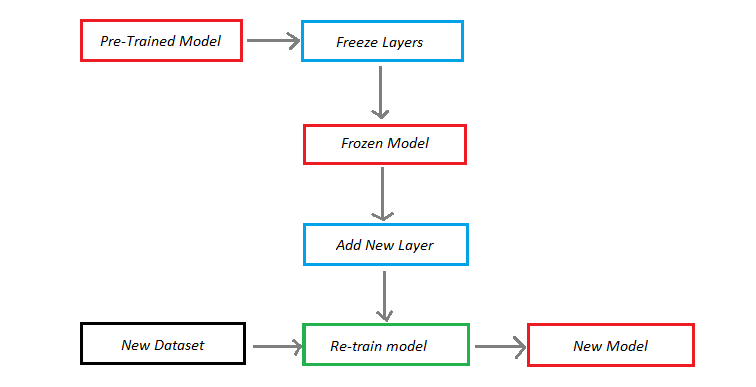 Pre-Trained Model
Freeze Layers
Frozen Model
Add New Layer
New Dataset
Re-train model
New Model